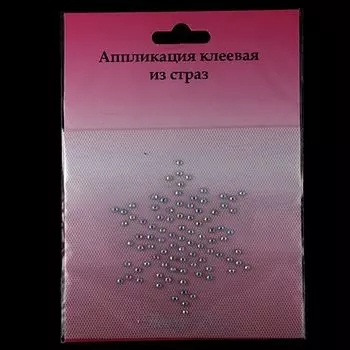 Аппликация клеевая
из страз